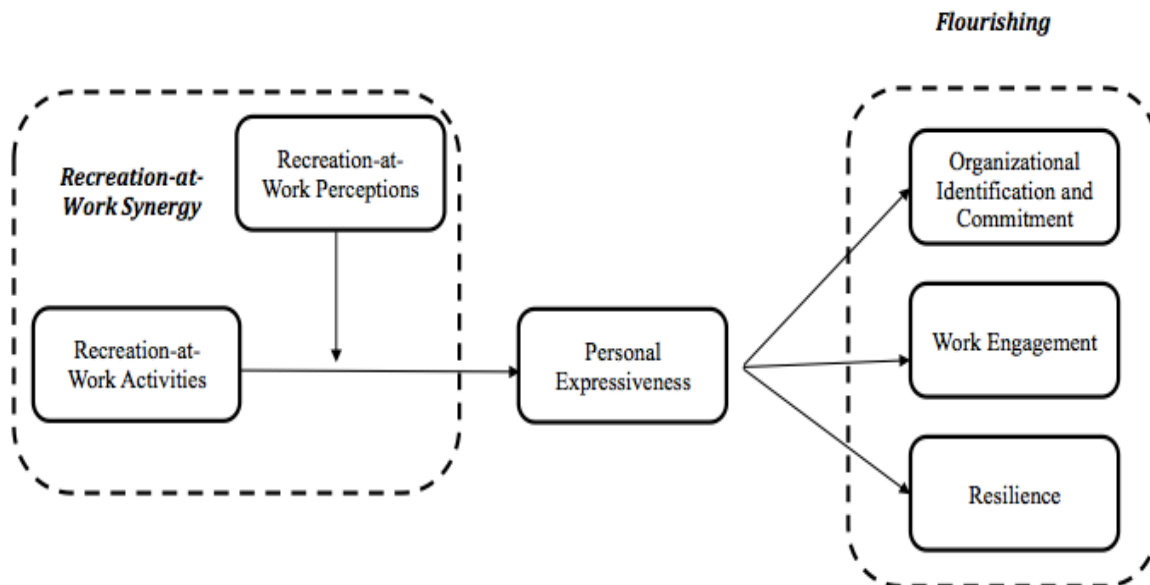 Flourishing
Recreation-at-
Work Synergy
Recreation-at-
Work Perceptions
Recreation-at-
Work Activities
Personal
Expressiveness
Organizational
Identification and
Commitment
Work Engagement
Resilience